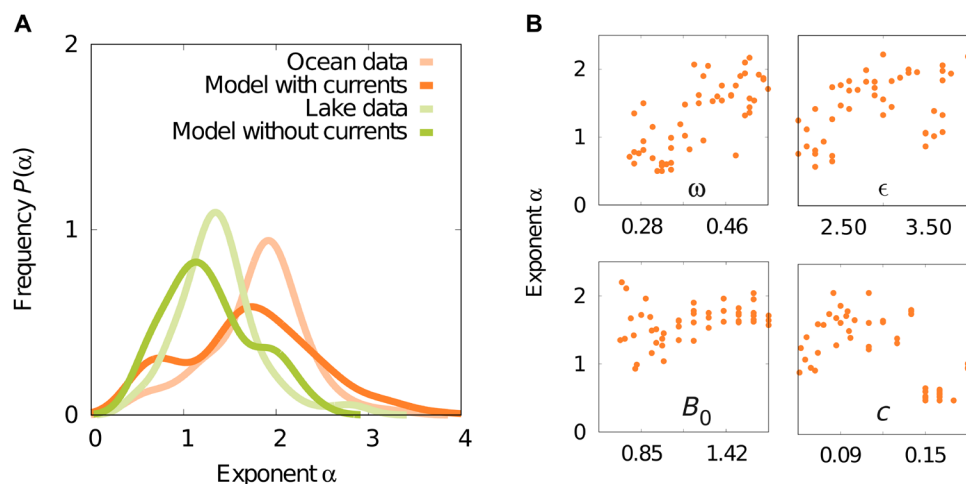 A
Frequency P(α)
2
1
0
Ocean data
Model with currents
Lake data
Model without currents
0 1 2 3 4
Exponent α
B
Exponent α
2
1
0
ω
0.28 0.46
ϵ
2.50 3.50
2
1
0
B0
0.85 1.42
c
0.09 0.15